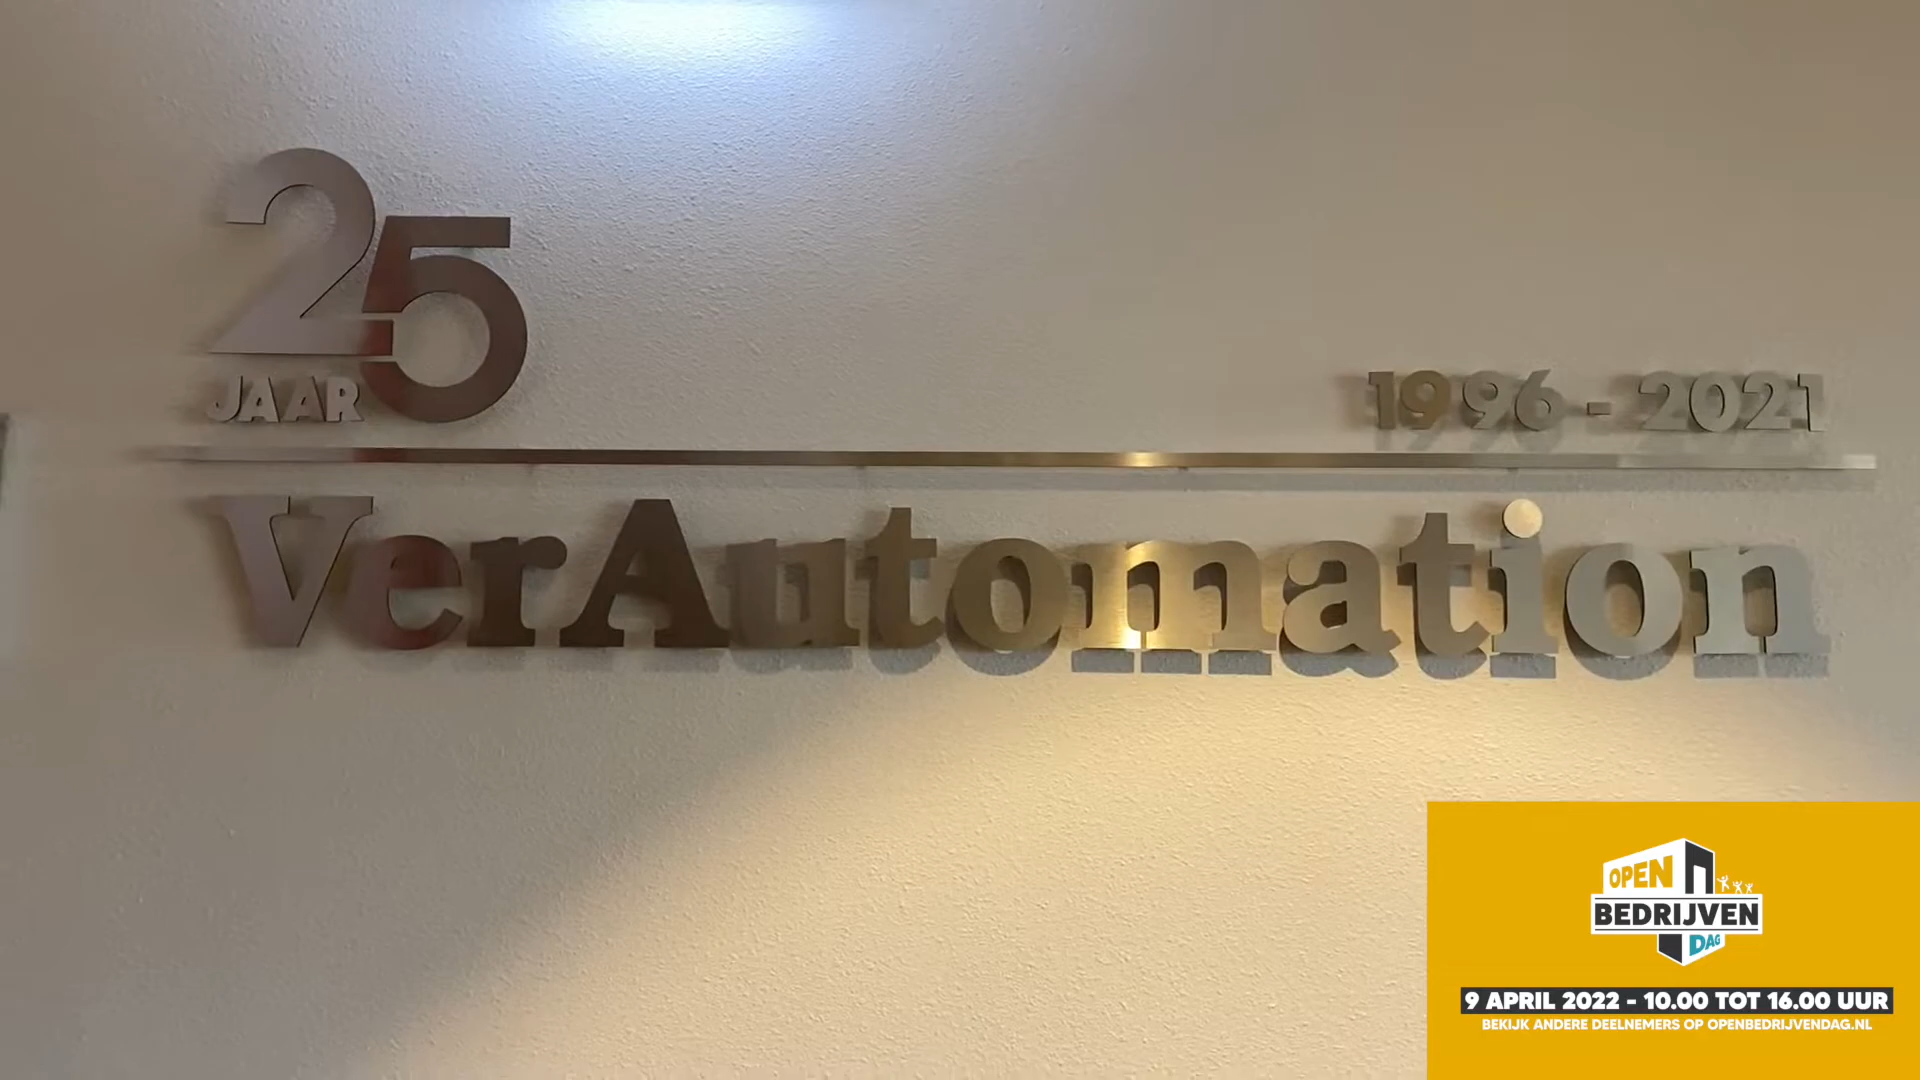 25
JAAR
1996 - 2021
VerAutomation
OPEN
BEDRIJVEN
DAG
9 APRIL 2022 - 10.00 TOT 16.00 UUR
BEKIJK ANDERE DEELNEMERS OP OPENBEDRIJVENDAG.NL